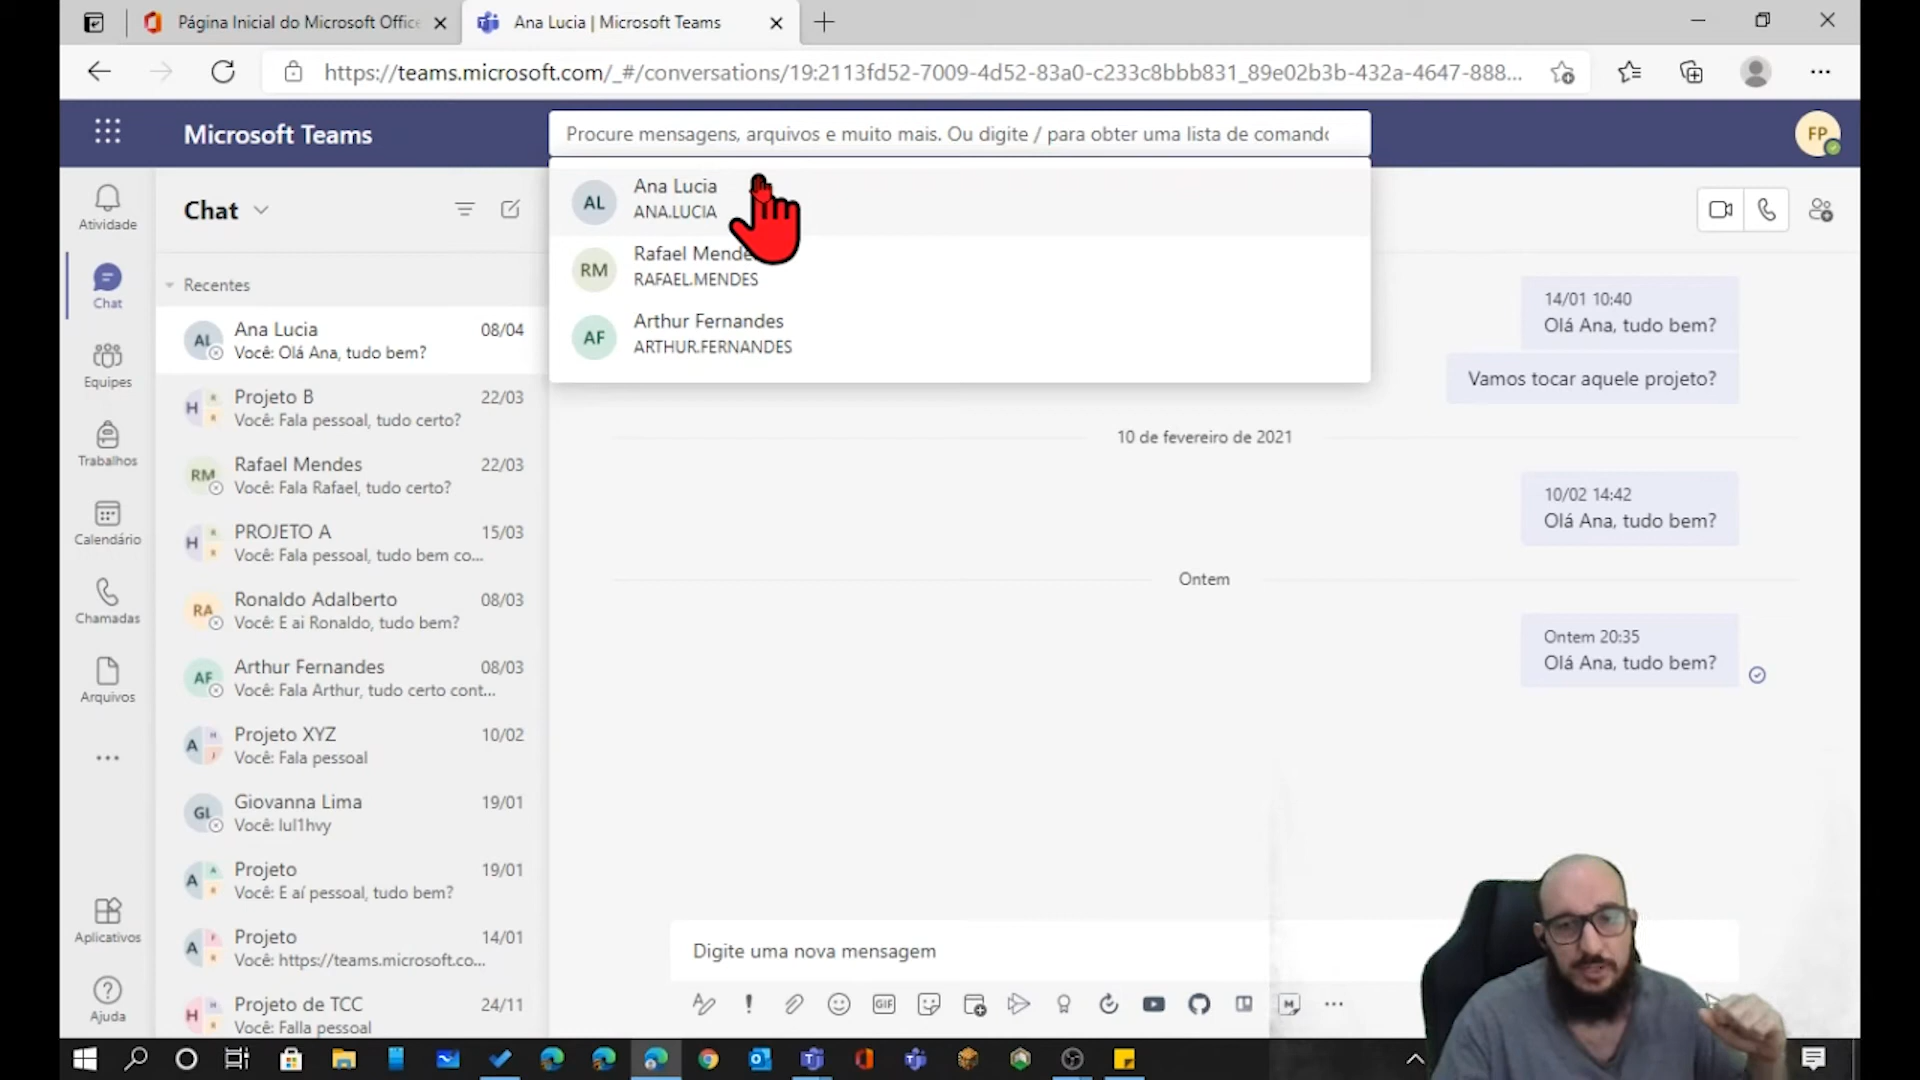 Página Inicial do Microsoft Office
Ana Lucia | Microsoft Teams
https://teams.microsoft.com/_#/conversations/19:2113fd52-7009-4d52-83a0-c233c8bbb831_89e02b3b-432a-4647-888...
Microsoft Teams
Procure mensagens, arquivos e muito mais. Ou digite / para obter uma lista de comando
FP
Ana Lucia
AL
ANA.LUCIA
Rafael Mende
RM
RAFAEL.MENDES
Arthur Fernandes
AF
ARTHUR.FERNANDES
Atividade
Chat
Equipes
Trabalhos
Calendário
Chamadas
Arquivos
Aplicativos
Ajuda
Chat
Recentes
AL
Ana Lucia 08/04
Você: Olá Ana, tudo bem?
H
Projeto B 22/03
Você: Fala pessoal, tudo certo?
RM
Rafael Mendes 22/03
Você: Fala Rafael, tudo certo?
H
PROJETO A 15/03
Você: Fala pessoal, tudo bem co...
RA
Ronaldo Adalberto 08/03
Você: E ai Ronaldo, tudo bem?
AF
Arthur Fernandes 08/03
Você: Fala Arthur, tudo certo cont...
A
Projeto XYZ 10/02
Você: Fala pessoal
GL
Giovanna Lima 19/01
Você: lul1hvy
A
Projeto 19/01
Você: E aí pessoal, tudo bem?
A
Projeto 14/01
Você: https://teams.microsoft.co...
H
Projeto de TCC 24/11
Você: Falla pessoal
14/01 10:40
Olá Ana, tudo bem?
Vamos tocar aquele projeto?
10 de fevereiro de 2021
10/02 14:42
Olá Ana, tudo bem?
Ontem
Ontem 20:35
Olá Ana, tudo bem?
Digite uma nova mensagem
GIF